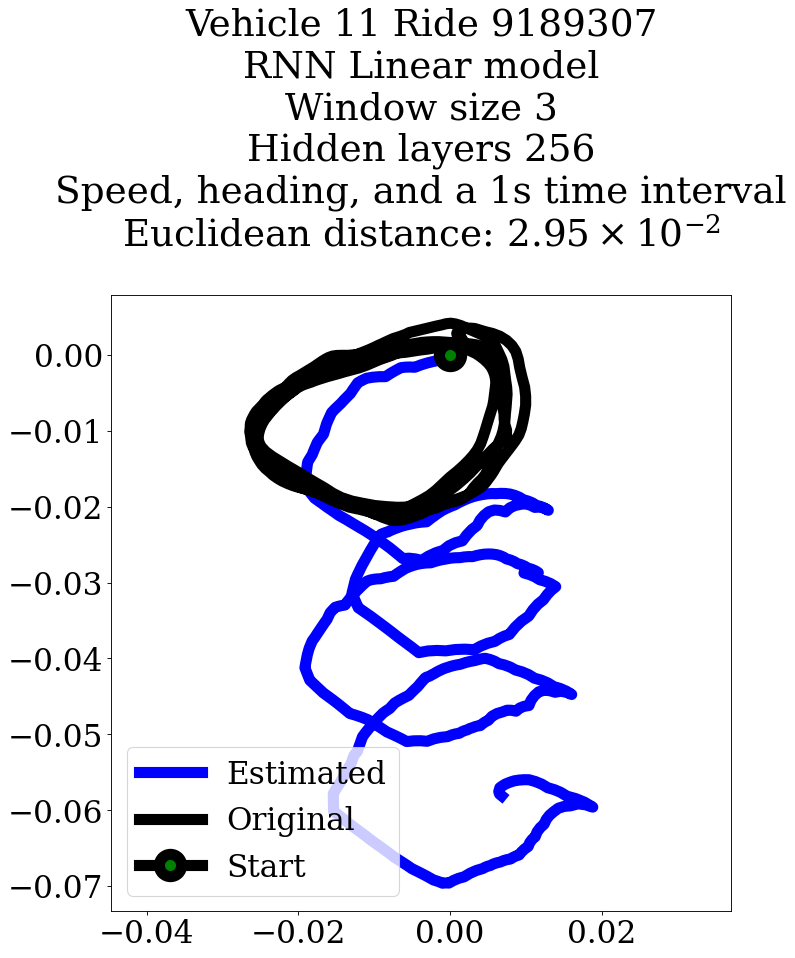 Vehicle 11 Ride 9189307
RNN Linear model
Window size 3
Hidden layers 256
Speed, heading, and a 1s time interval
Euclidean distance: 2.95 × 10⁻²
0.00
−0.01
−0.02
−0.03
−0.04
−0.05
−0.06
−0.07
Estimated
Original
Start
−0.04 −0.02 0.00 0.02